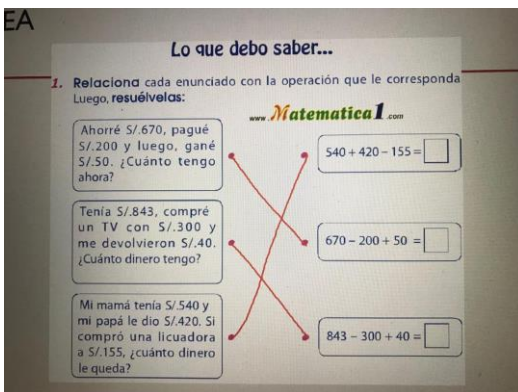 EA
Lo que debo saber...
1. Relaciona cada enunciado con la operación que le corresponda
Luego, resuélvelas:
www.Matematica1.com
Ahorré S/.670, pagué
S/.200 y luego, gané
S/.50. ¿Cuánto tengo
ahora?
540 + 420 – 155 =
Tenía S/.843, compré
un TV con S/.300 y
me devolvieron S/.40.
¿Cuánto dinero tengo?
670 – 200 + 50 =
Mi mamá tenía S/.540 y
mi papá le dio S/.420. Si
compró una licuadora
a S/.155, ¿cuánto dinero
le queda?
843 – 300 + 40 =